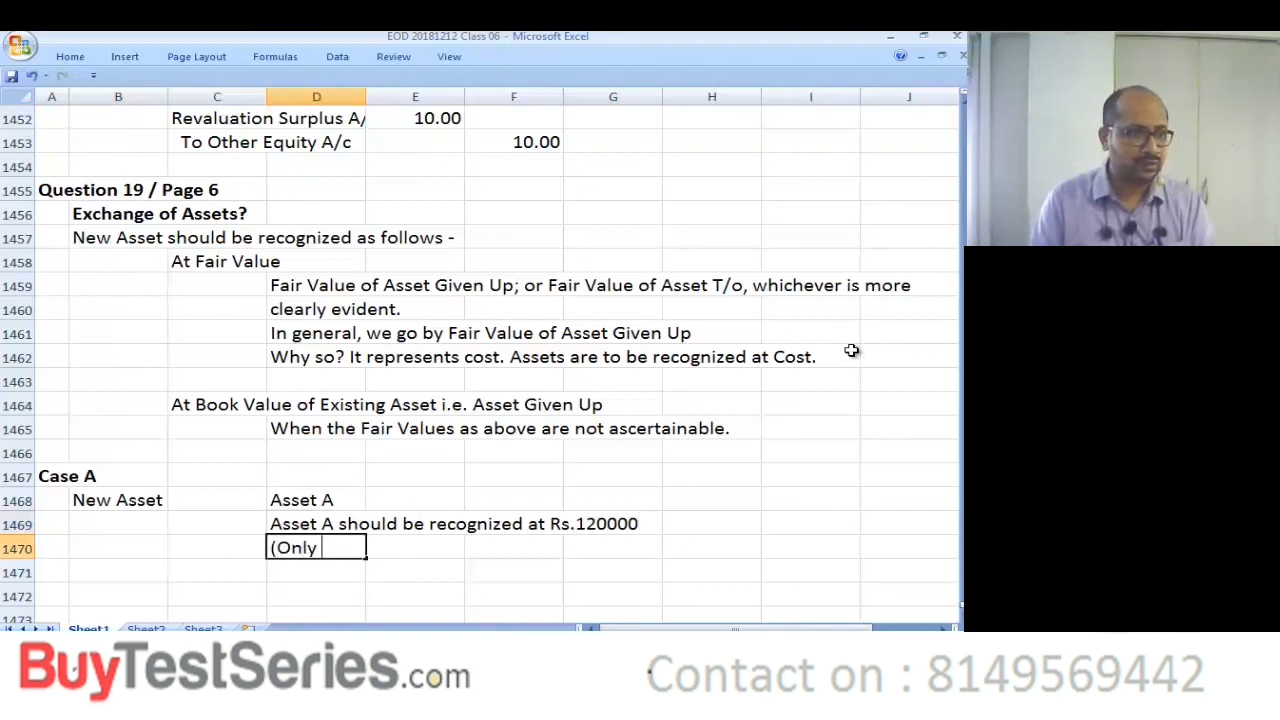 EOD 20181212 Class 06 - Microsoft Excel
Home Insert Page Layout Formulas Data Review View
A B C D E F G H I J
1452 Revaluation Surplus A/ 10.00
1453 To Other Equity A/c 10.00
1454
1455 Question 19 / Page 6
1456 Exchange of Assets?
1457 New Asset should be recognized as follows -
1458 At Fair Value
1459 Fair Value of Asset Given Up; or Fair Value of Asset T/o, whichever is more
1460 clearly evident.
1461 In general, we go by Fair Value of Asset Given Up
1462 Why so? It represents cost. Assets are to be recognized at Cost.
1463
1464 At Book Value of Existing Asset i.e. Asset Given Up
1465 When the Fair Values as above are not ascertainable.
1466
1467 Case A
1468 New Asset Asset A
1469 Asset A should be recognized at Rs.120000
1470 (Only
1471
1472
1473
Sheet1 Sheet2 Sheet3
BuyTestSeries.com Contact on : 8149569442